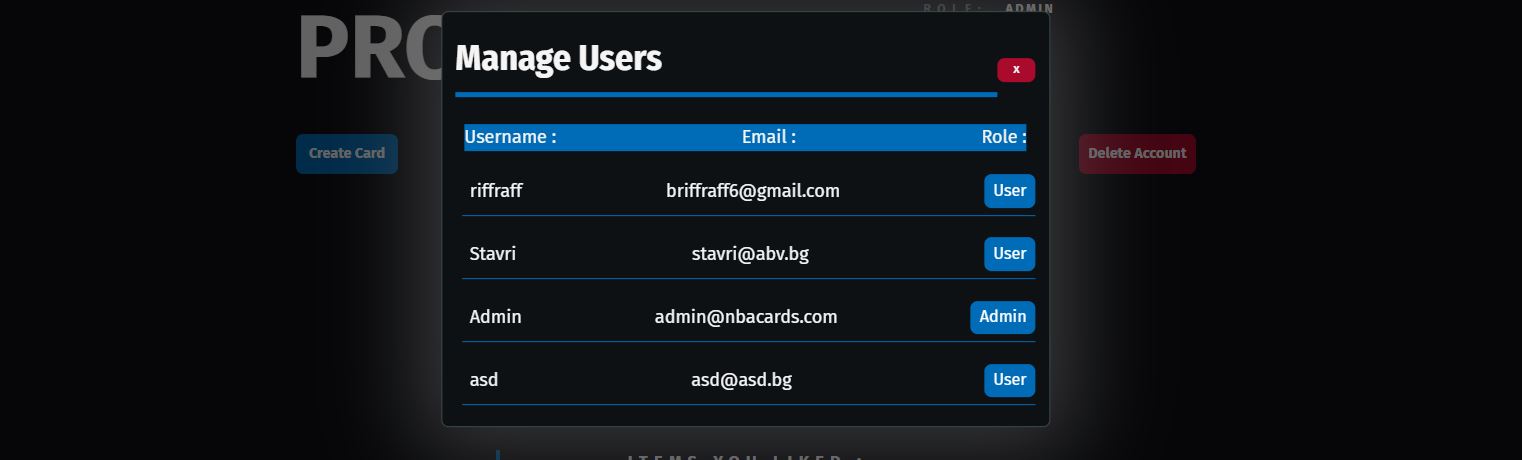 ROLE: ADMIN
PRO
Manage Users
x
Username : Email : Role :
Create Card
Delete Account
riffraff briffraff6@gmail.com User
Stavri stavri@abv.bg User
Admin admin@nbacards.com Admin
asd asd@asd.bg User
ITEMS YOU LIKED :